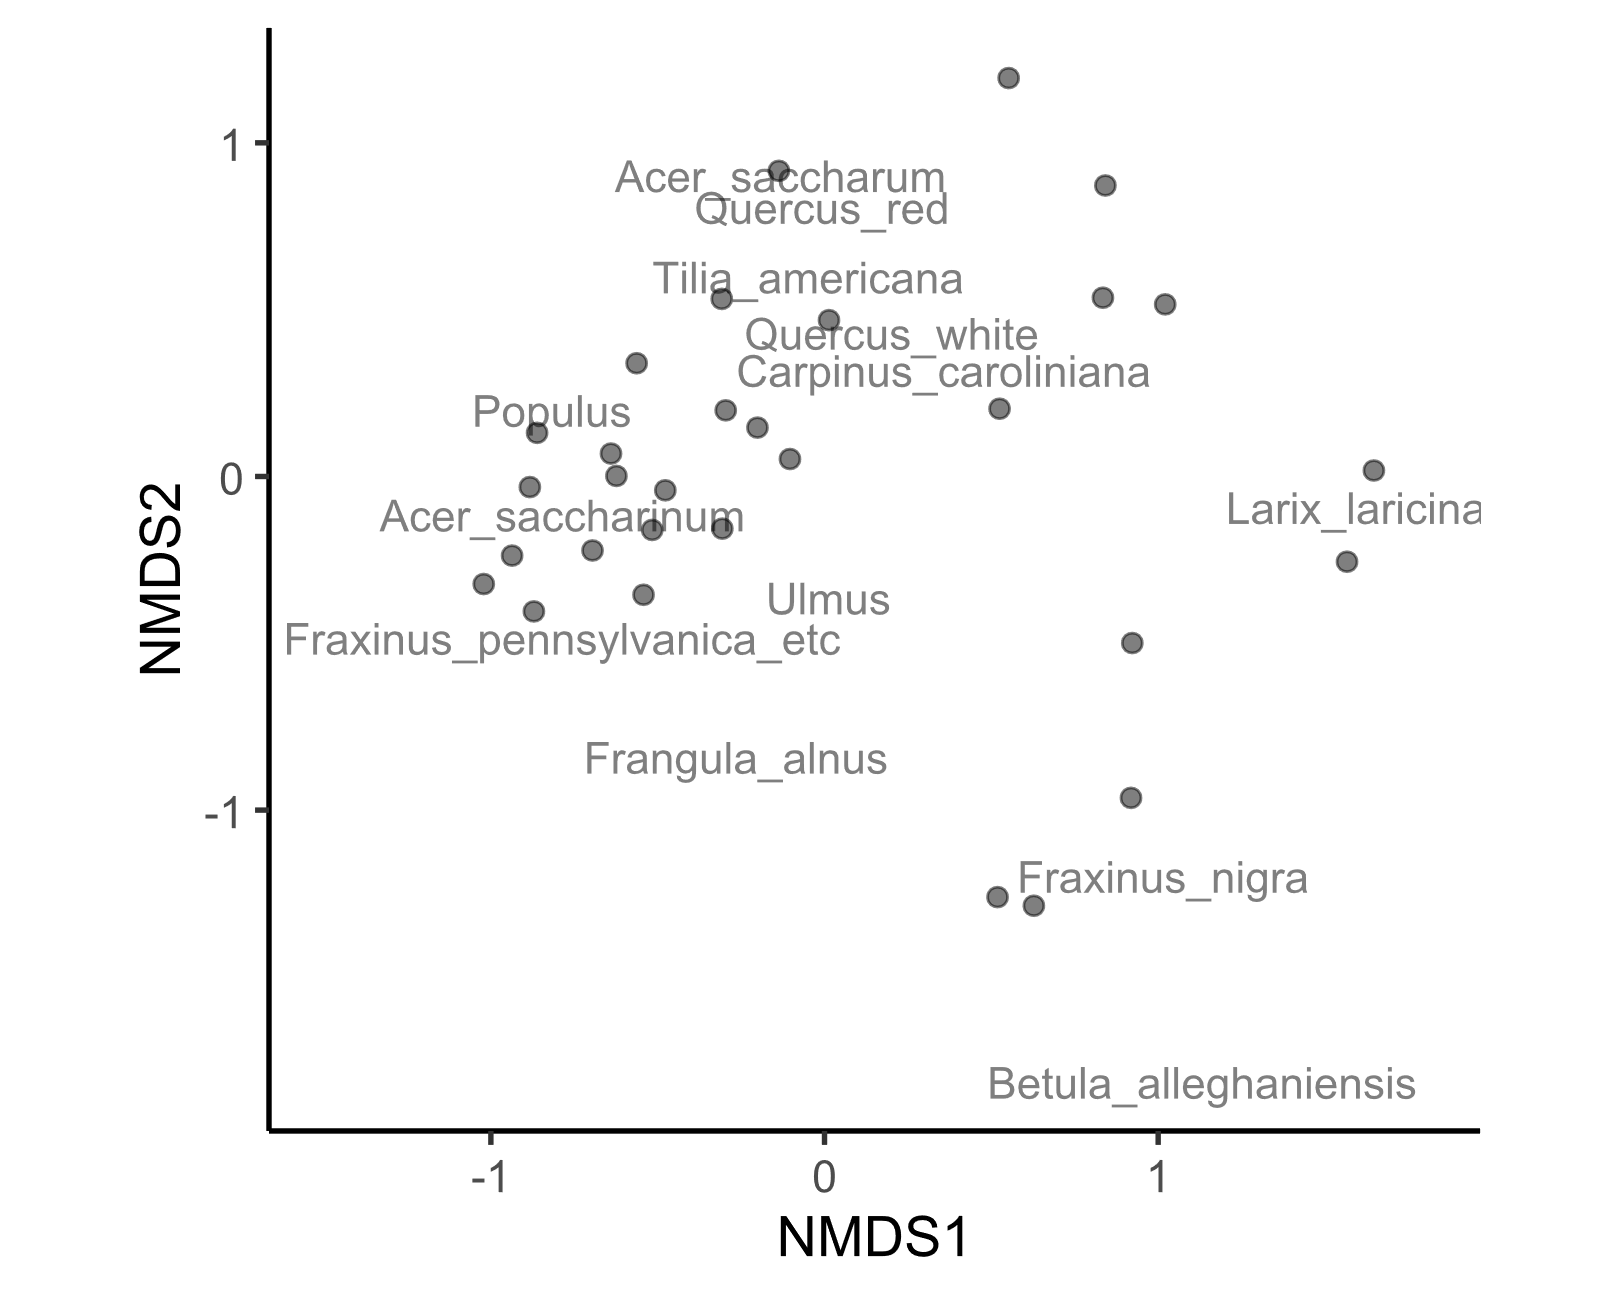 1
Acer_saccharum
Quercus_red
Tilia_americana
Quercus_white
Carpinus_caroliniana
Populus
0
Larix_laricina
Acer_saccharinum
NMDS2
Ulmus
Fraxinus_pennsylvanica_etc
Frangula_alnus
-1
Fraxinus_nigra
Betula_alleghaniensis
-1 0 1
NMDS1